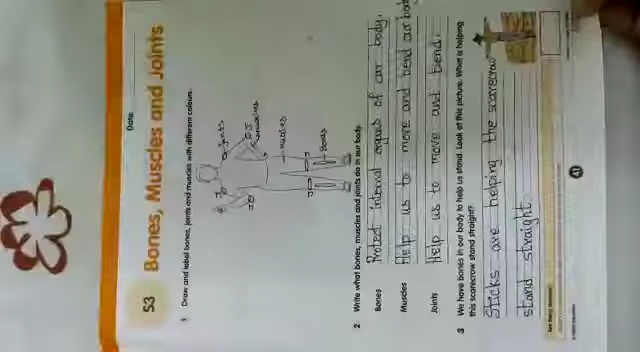 Date:
S3 Bones, Muscles and Joints
1 Draw and label bones, joints and muscles with different colours.
Joints
J
J
muscles
J
muscles
Bones
2 Write what bones, muscles and joints do in our body.
Bones Protect internal organs of our body.
Muscles Help us to move and bend our body
Joints Help us to move and bend.
3 We have bones in our body to help us stand. Look at this picture. What is helping
this scarecrow stand straight?
Sticks are helping the scarecrow
stand straight.
41